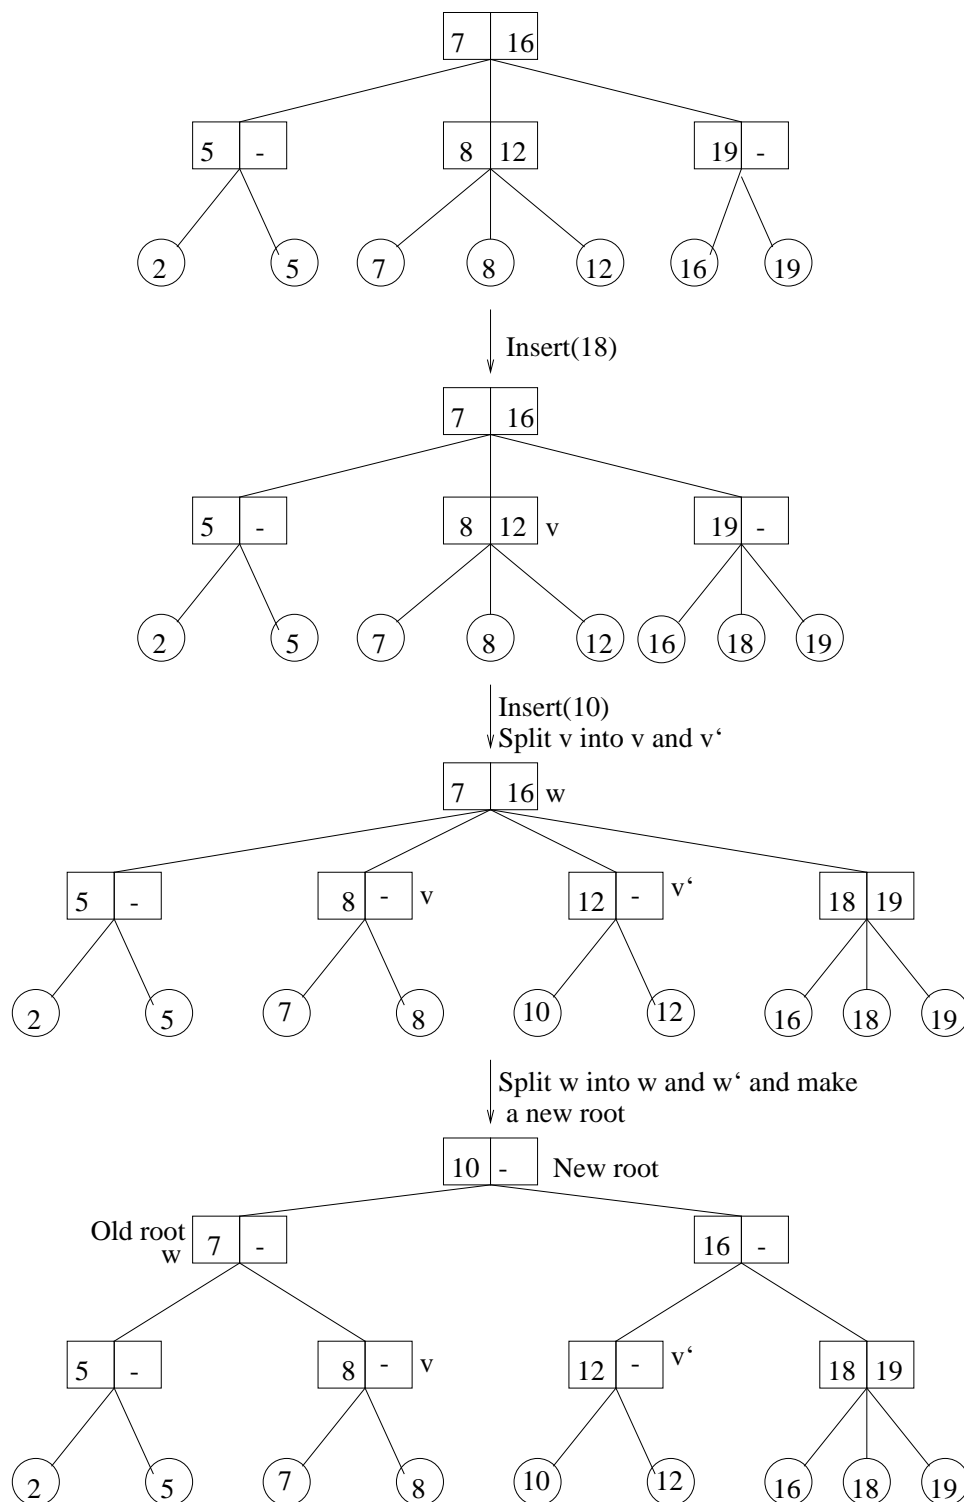 7 16
5 - 8 12 19 -
2 5 7 8 12 16 19
Insert(18)
7 16
5 - 8 12 v 19 -
2 5 7 8 12 16 18 19
Insert(10)
Split v into v and v‘
7 16 w
5 - 8 - v 12 - v‘ 18 19
2 5 7 8 10 12 16 18 19
Split w into w and w‘ and make
a new root
10 - New root
Old root
w 7 - 16 -
5 - 8 - v 12 - v‘ 18 19
2 5 7 8 10 12 16 18 19